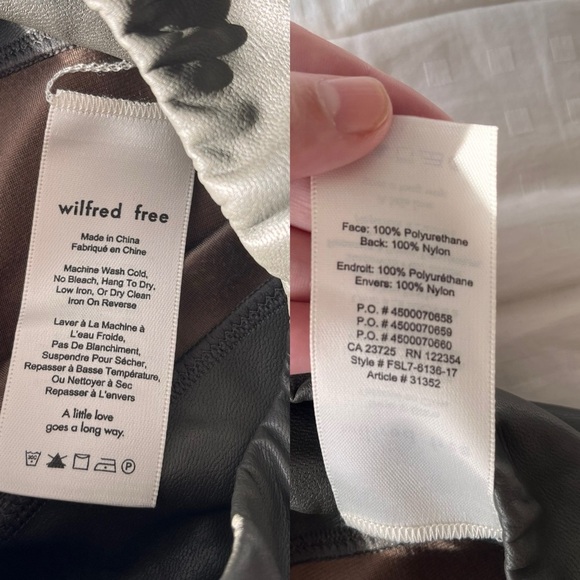 wilfred free
Made in China
Fabriqué en Chine
Machine Wash Cold,
No Bleach, Hang To Dry,
Low Iron, Or Dry Clean
Iron On Reverse
Laver à La Machine à
L'eau Froide,
Pas De Blanchiment,
Suspendre Pour Sécher,
Repasser à Basse Température,
Ou Nettoyer à Sec
Repasser à L'envers
A little love
goes a long way.
Face: 100% Polyurethane
Back: 100% Nylon
Endroit: 100% Polyuréthane
Envers: 100% Nylon
P.O. # 4500070658
P.O. # 4500070659
P.O. # 4500070660
CA 23725 RN 122354
Style # FSL7-6136-17
Article # 31352